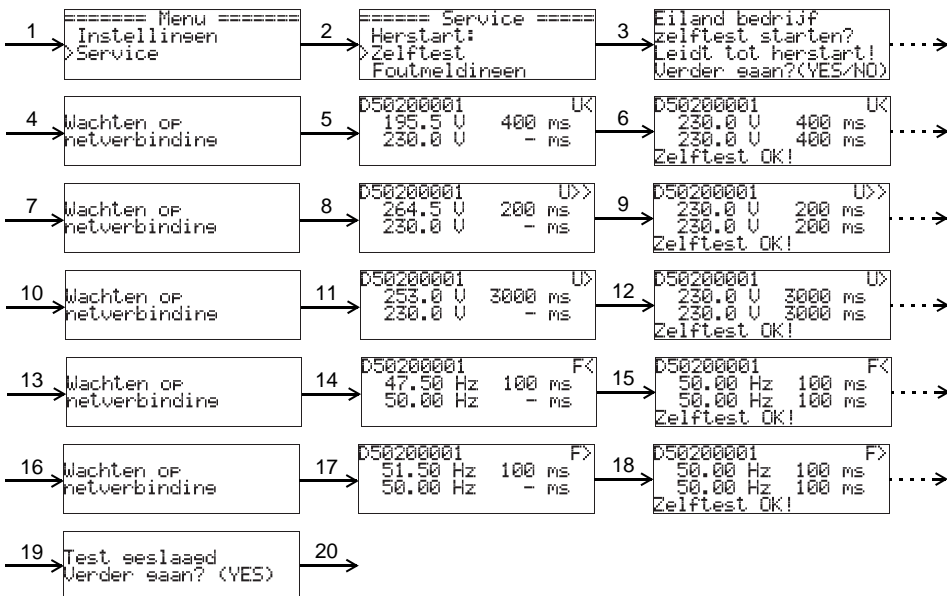 1
======= Menu =======
Instellingen
>Service
2
====== Service =====
Herstart:
>Zelftest
Foutmeldingen
3
Eiland bedrijf
zelftest starten?
Leidt tot herstart!
Verder gaan?(YES/NO)
4
Wachten op
netverbinding
5
D50200001 U<
195.5 V 400 ms
230.0 V - ms
6
D50200001 U<
230.0 V 400 ms
230.0 V 400 ms
Zelftest OK!
7
Wachten op
netverbinding
8
D50200001 U>>
264.5 V 200 ms
230.0 V - ms
9
D50200001 U>>
230.0 V 200 ms
230.0 V 200 ms
Zelftest OK!
10
Wachten op
netverbinding
11
D50200001 U>
253.0 V 3000 ms
230.0 V - ms
12
D50200001 U>
230.0 V 3000 ms
230.0 V 3000 ms
Zelftest OK!
13
Wachten op
netverbinding
14
D50200001 F<
47.50 Hz 100 ms
50.00 Hz - ms
15
D50200001 F<
50.00 Hz 100 ms
50.00 Hz 100 ms
Zelftest OK!
16
Wachten op
netverbinding
17
D50200001 F>
51.50 Hz 100 ms
50.00 Hz - ms
18
D50200001 F>
50.00 Hz 100 ms
50.00 Hz 100 ms
Zelftest OK!
19
Test geslaagd
Verder gaan? (YES)
20